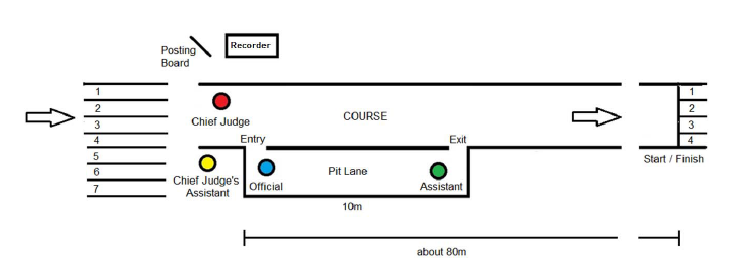 Recorder
Posting
Board
1
2
3
4
5
6
7
Chief Judge
COURSE
1
2
3
4
Entry
Exit
Start / Finish
Chief Judge's
Assistant
Official
Pit Lane
Assistant
10m
about 80m